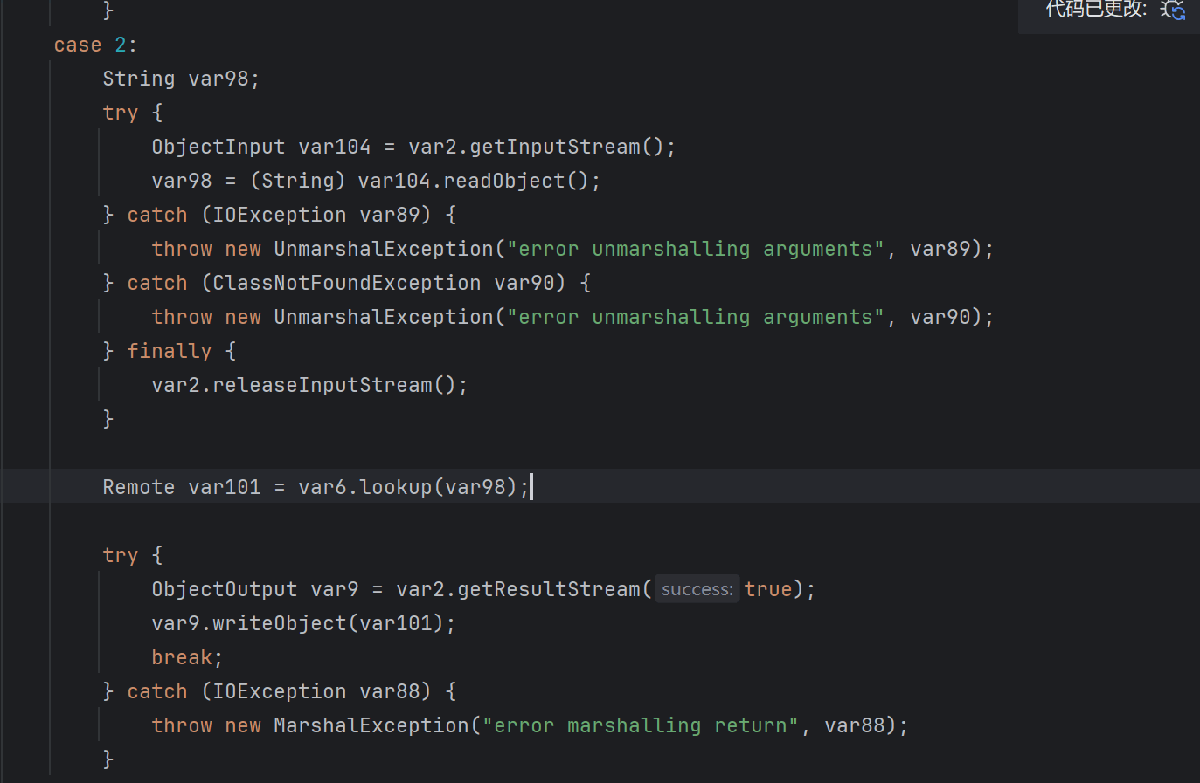 }
代码已更改:
case 2:
String var98;
try {
ObjectInput var104 = var2.getInputStream();
var98 = (String) var104.readObject();
} catch (IOException var89) {
throw new UnmarshalException("error unmarshalling arguments", var89);
} catch (ClassNotFoundException var90) {
throw new UnmarshalException("error unmarshalling arguments", var90);
} finally {
var2.releaseInputStream();
}
Remote var101 = var6.lookup(var98);
try {
ObjectOutput var9 = var2.getResultStream( success: true);
var9.writeObject(var101);
break;
} catch (IOException var88) {
throw new MarshalException("error marshalling return", var88);
}